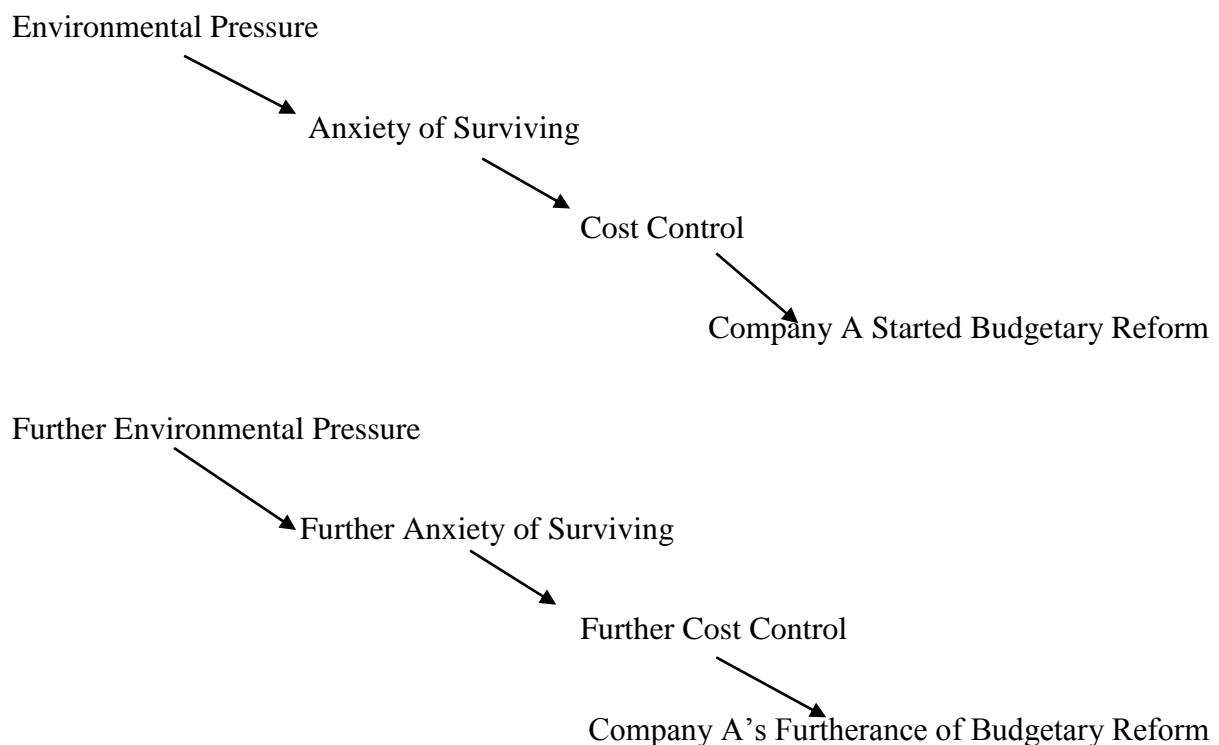 Environmental Pressure
Anxiety of Surviving
Cost Control
Company A Started Budgetary Reform
Further Environmental Pressure
Further Anxiety of Surviving
Further Cost Control
Company A’s Furtherance of Budgetary Reform